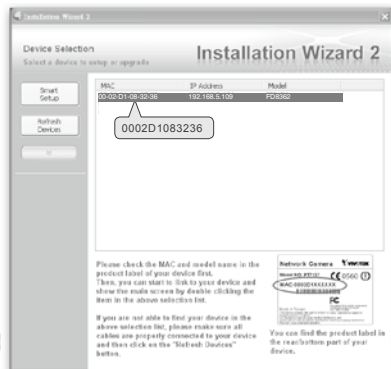 Installation Wizard 2
Device Selection
Select a device to setup or upgrade
Installation Wizard 2
Smart
Setup
Refresh
Devices
MAC IP Address Model
00-02-D1-08-32-36 192.168.5.109 FD8362
0002D1083236
Please check the MAC and model name in the
product label of your device first.
Then, you can start to link to your device and
show the main screen by double clicking the
item in the above selection list.
If you are not able to find your device in the
above selection list, please make sure all
cables are properly connected to your device
and then click on the "Refresh Devices"
button.
Network Camera VIVOTEK
0560
FC
You can find the product label in
the rear/bottom part of your
device.